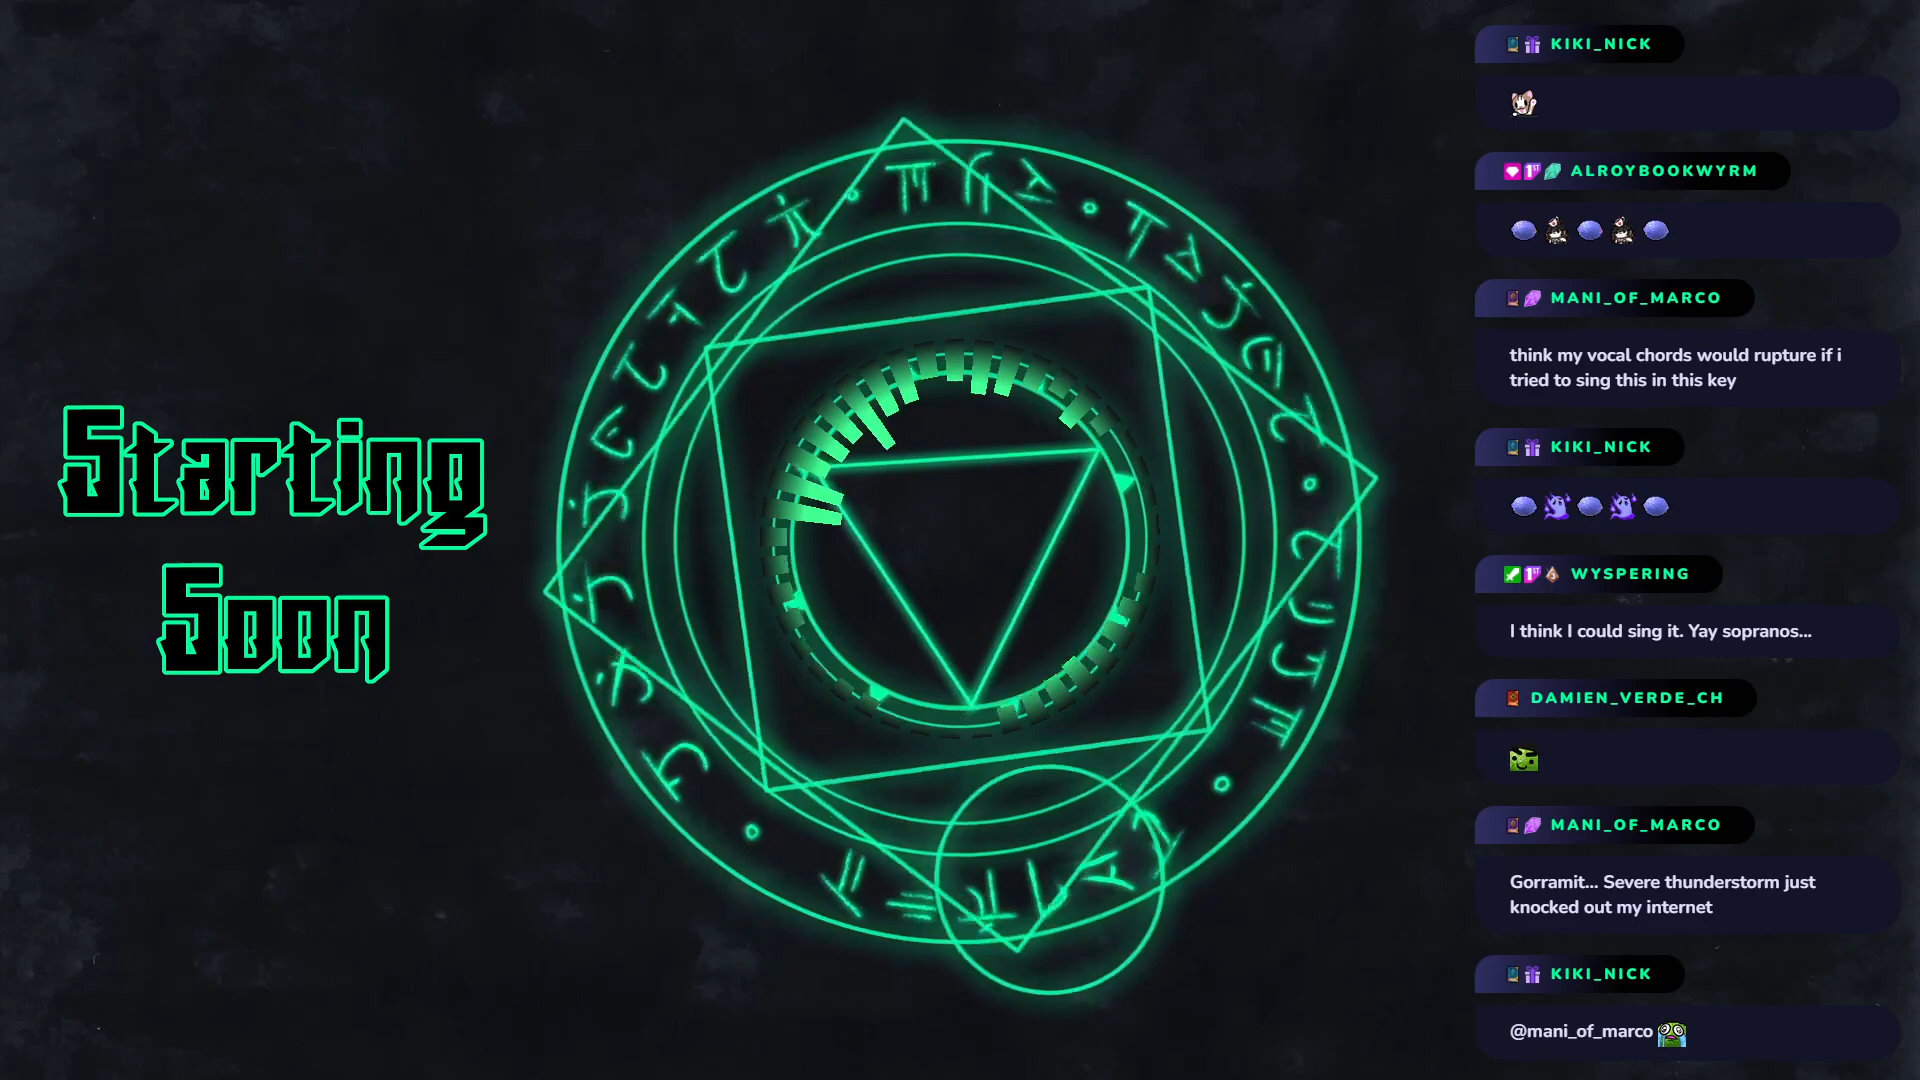 Starting
Soon
KIKI_NICK
ALROYBOOKWYRM
MANI_OF_MARCO
think my vocal chords would rupture if i
tried to sing this in this key
KIKI_NICK
WYSPERING
I think I could sing it. Yay sopranos...
DAMIEN_VERDE_CH
MANI_OF_MARCO
Gorramit... Severe thunderstorm just
knocked out my internet
KIKI_NICK
@mani_of_marco